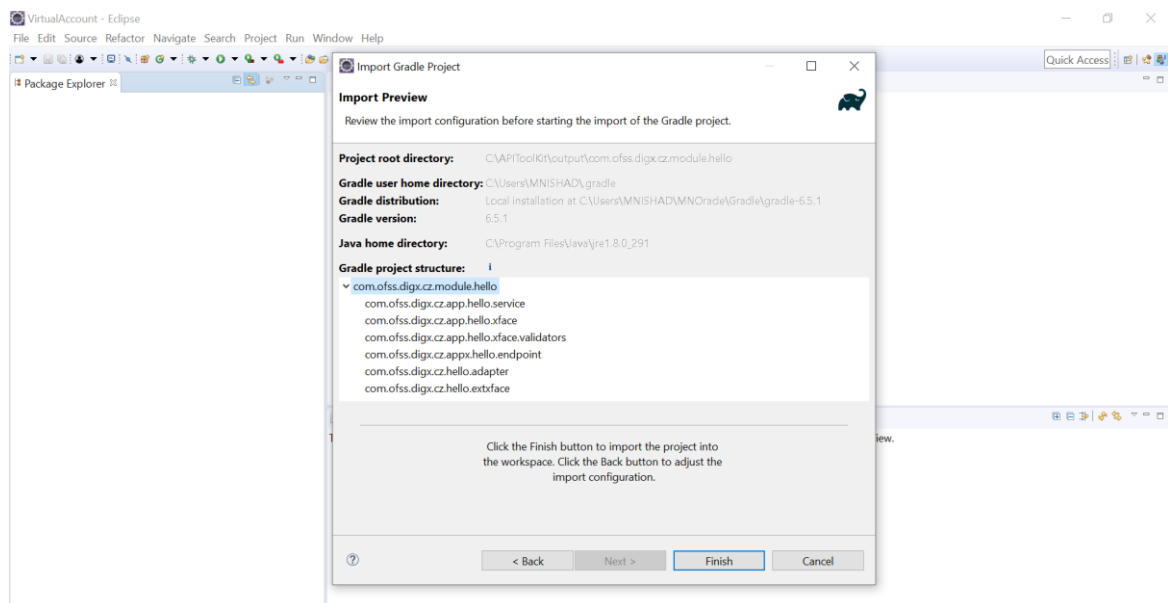 VirtualAccount - Eclipse
File Edit Source Refactor Navigate Search Project Run Window Help
Quick Access
Package Explorer
Import Gradle Project
Import Preview
Review the import configuration before starting the import of the Gradle project.
Project root directory: C:\APIToolKit\output\com.ofss.digx.cz.module.hello
Gradle user home directory: C:\Users\MNISHAD\.gradle
Gradle distribution: Local installation at C:\Users\MNISHAD\MNOracle\Gradle\gradle-6.5.1
Gradle version: 6.5.1
Java home directory: C:\Program Files\Java\jre1.8.0_291
Gradle project structure: i
com.ofss.digx.cz.module.hello
com.ofss.digx.cz.app.hello.service
com.ofss.digx.cz.app.hello.xface
com.ofss.digx.cz.app.hello.xface.validators
com.ofss.digx.cz.appx.hello.endpoint
com.ofss.digx.cz.hello.adapter
com.ofss.digx.cz.hello.extxface
iew.
Click the Finish button to import the project into
the workspace. Click the Back button to adjust the
import configuration.
< Back Next > Finish Cancel